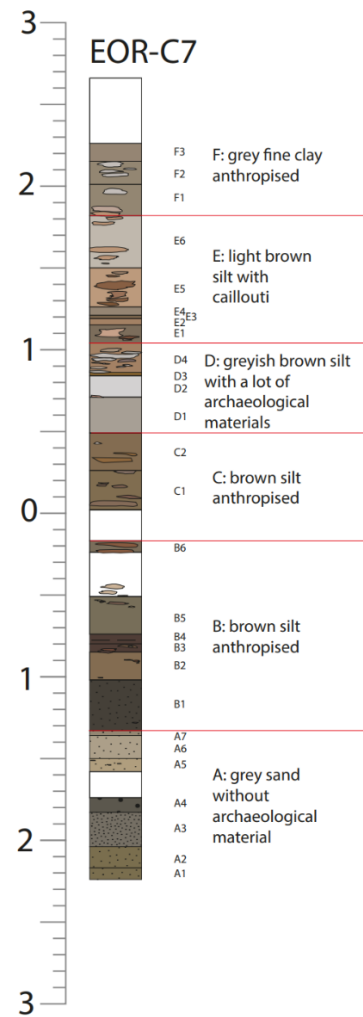 3
EOR-C7
F3
F: grey fine clay
anthropised
F2
2
F1
E6
E: light brown
silt with
caillouti
E5
E4
E3
E2
E1
1
D4
D: greyish brown silt
with a lot of
archaeological
materials
D3
D2
D1
C2
C: brown silt
anthropised
C1
0
B6
B5
B: brown silt
anthropised
B4
B3
B2
1
B1
A7
A6
A5
A: grey sand
without
archaeological
material
A4
A3
2
A2
A1
3